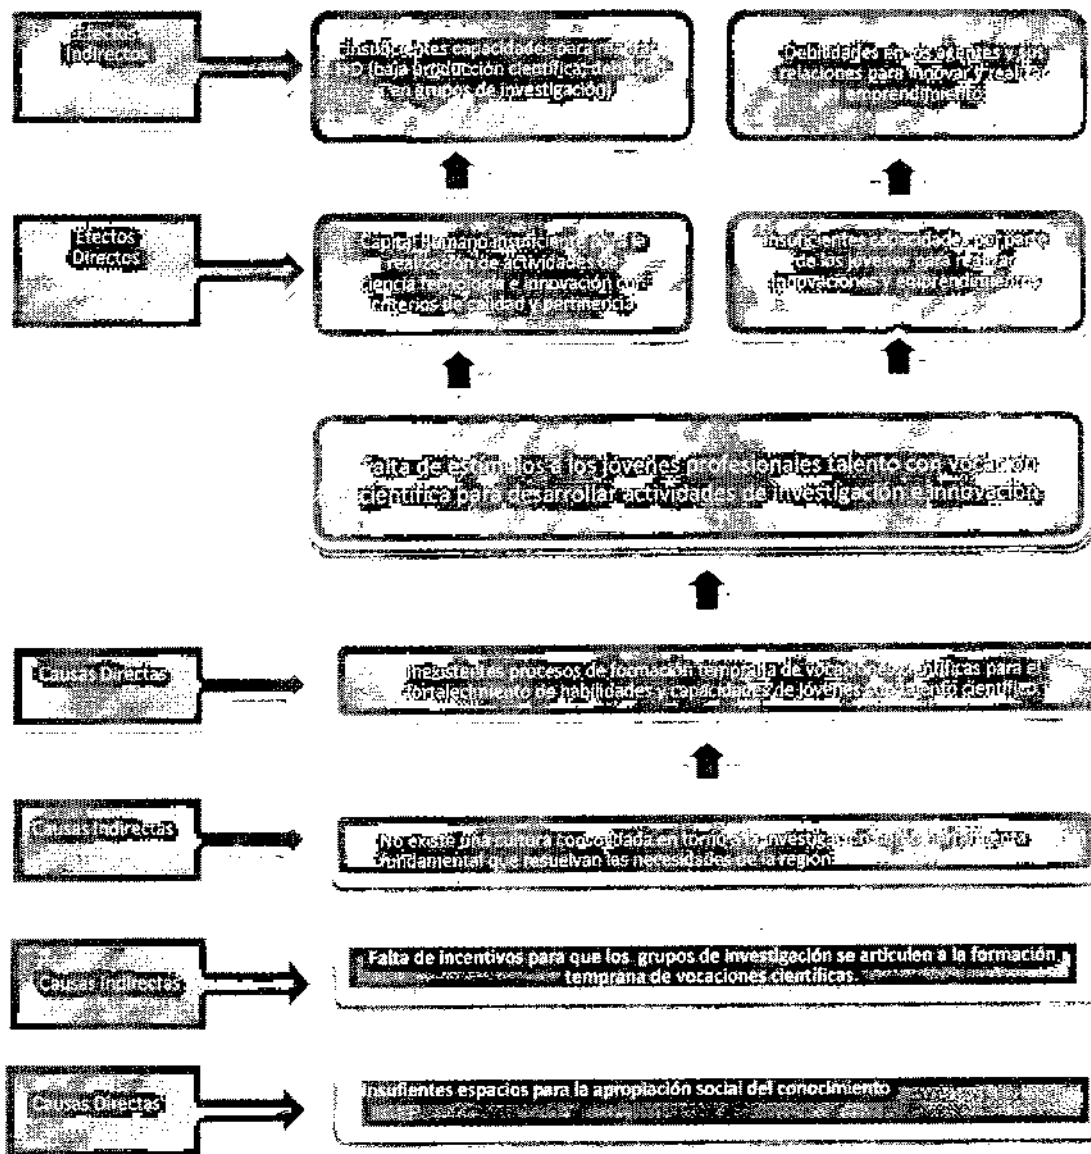 Efectos
Indirectos
Insuficientes capacidades para realizar
(baja producción científica,
en grupos de investigación)
Debilidades en los agentes y sus
relaciones para innovar y realizar
emprendimiento
Efectos
Directos
Capital Humano insuficiente para la
realización de actividades de
ciencia tecnología e innovación con
criterios de calidad y pertinencia
Insuficientes capacidades por parte
de los jóvenes para realizar
innovaciones y emprendimientos
Falta de estímulos a los jóvenes profesionales talento con vocación
científica para desarrollar actividades de investigación e innovación
Causas Directas
Inexistentes procesos de formación temprana de vocaciones científicas para el
fortalecimiento de habilidades y capacidades de jóvenes talento científico
Causas Indirectas
No existe una cultura consolidada en torno a la investigación
fundamental que resuelvan las necesidades de la región
Causas Indirectas
Falta de incentivos para que los grupos de investigación se articulen a la formación
temprana de vocaciones científicas.
Causas Directas
Insufientes espacios para la apropiación social del conocimiento